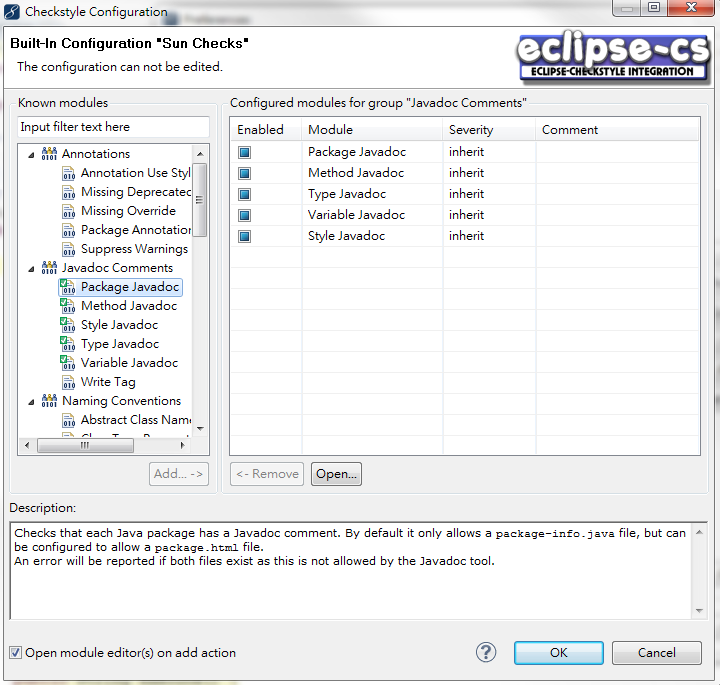 Checkstyle Configuration
Built-In Configuration "Sun Checks"
The configuration can not be edited.
eclipse-cs
ECLIPSE-CHECKSTYLE INTEGRATION
Known modules
Input filter text here
Annotations
Annotation Use Styl
Missing Deprecated
Missing Override
Package Annotation
Suppress Warnings
Javadoc Comments
Package Javadoc
Method Javadoc
Style Javadoc
Type Javadoc
Variable Javadoc
Write Tag
Naming Conventions
Abstract Class Name
Add... ->
Configured modules for group "Javadoc Comments"
Enabled Module Severity Comment
Package Javadoc inherit
Method Javadoc inherit
Type Javadoc inherit
Variable Javadoc inherit
Style Javadoc inherit
<- Remove
Open...
Description:
Checks that each Java package has a Javadoc comment. By default it only allows a package-info.java file, but can
be configured to allow a package.html file.
An error will be reported if both files exist as this is not allowed by the Javadoc tool.
Open module editor(s) on add action
?
OK
Cancel